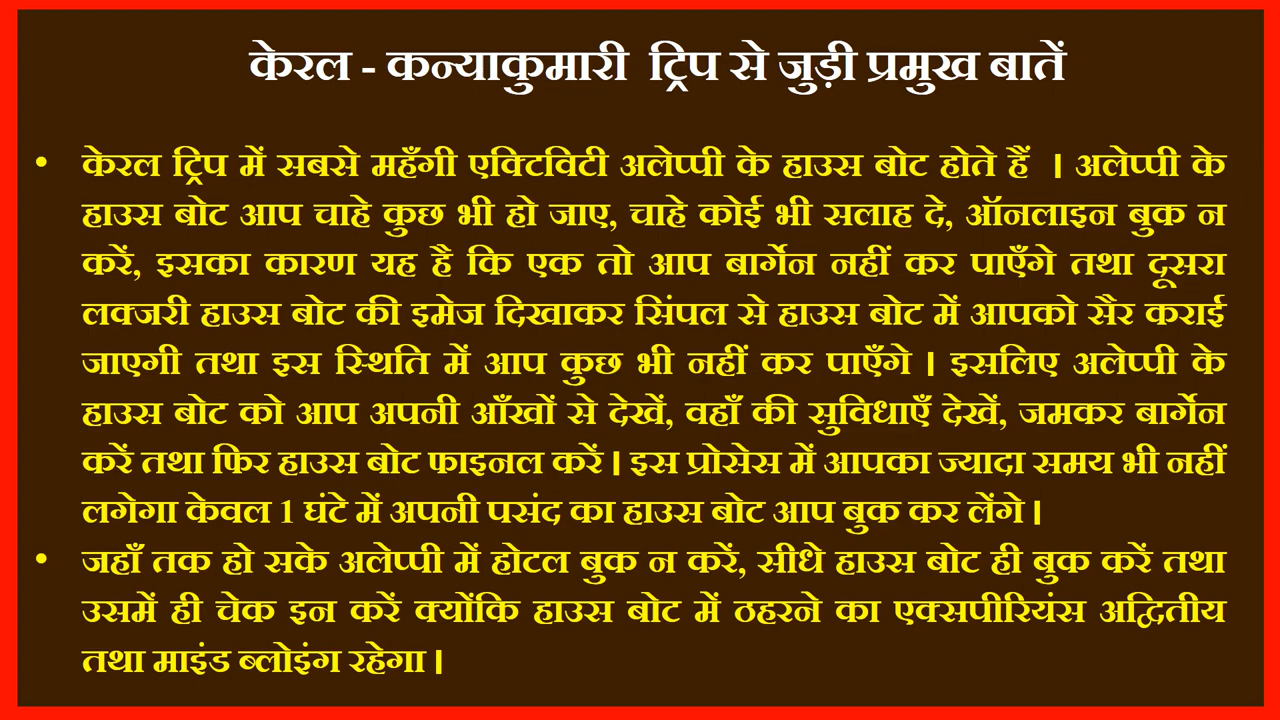 केरल - कन्याकुमारी ट्रिप से जुड़ी प्रमुख बातें
• केरल ट्रिप में सबसे महँगी एक्टिविटी अलेप्पी के हाउस बोट होते हैं । अलेप्पी के
हाउस बोट आप चाहे कुछ भी हो जाए, चाहे कोई भी सलाह दे, ऑनलाइन बुक न
करें, इसका कारण यह है कि एक तो आप बार्गेन नहीं कर पाएँगे तथा दूसरा
लक्जरी हाउस बोट की इमेज दिखाकर सिंपल से हाउस बोट में आपको सैर कराई
जाएगी तथा इस स्थिति में आप कुछ भी नहीं कर पाएँगे । इसलिए अलेप्पी के
हाउस बोट को आप अपनी आँखों से देखें, वहाँ की सुविधाएँ देखें, जमकर बार्गेन
करें तथा फिर हाउस बोट फाइनल करें । इस प्रोसेस में आपका ज्यादा समय भी नहीं
लगेगा केवल 1 घंटे में अपनी पसंद का हाउस बोट आप बुक कर लेंगे ।
• जहाँ तक हो सके अलेप्पी में होटल बुक न करें, सीधे हाउस बोट ही बुक करें तथा
उसमें ही चेक इन करें क्योंकि हाउस बोट में ठहरने का एक्सपीरियंस अद्वितीय
तथा माइंड ब्लोइंग रहेगा ।